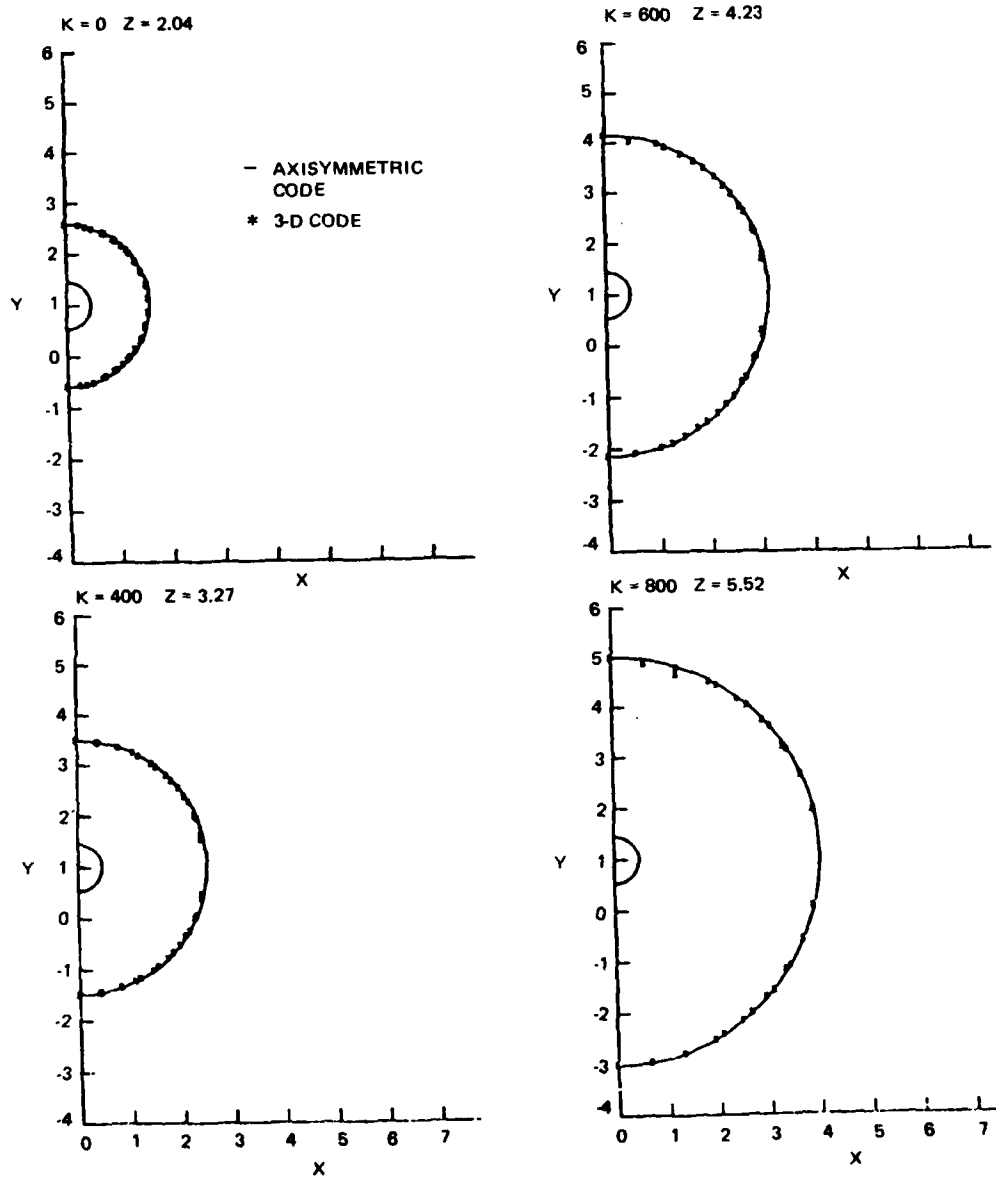 K = 0 Z = 2.04
6
5
4
3
2
1
0
-1
-2
-3
-4
Y
X
– AXISYMMETRIC
CODE
* 3-D CODE
K = 600 Z = 4.23
6
5
4
3
2
1
0
-1
-2
-3
-4
Y
X
K = 400 Z = 3.27
6
5
4
3
2
1
0
-1
-2
-3
-4
Y
0 1 2 3 4 5 6 7
X
K = 800 Z = 5.52
6
5
4
3
2
1
0
-1
-2
-3
-4
Y
0 1 2 3 4 5 6 7
X